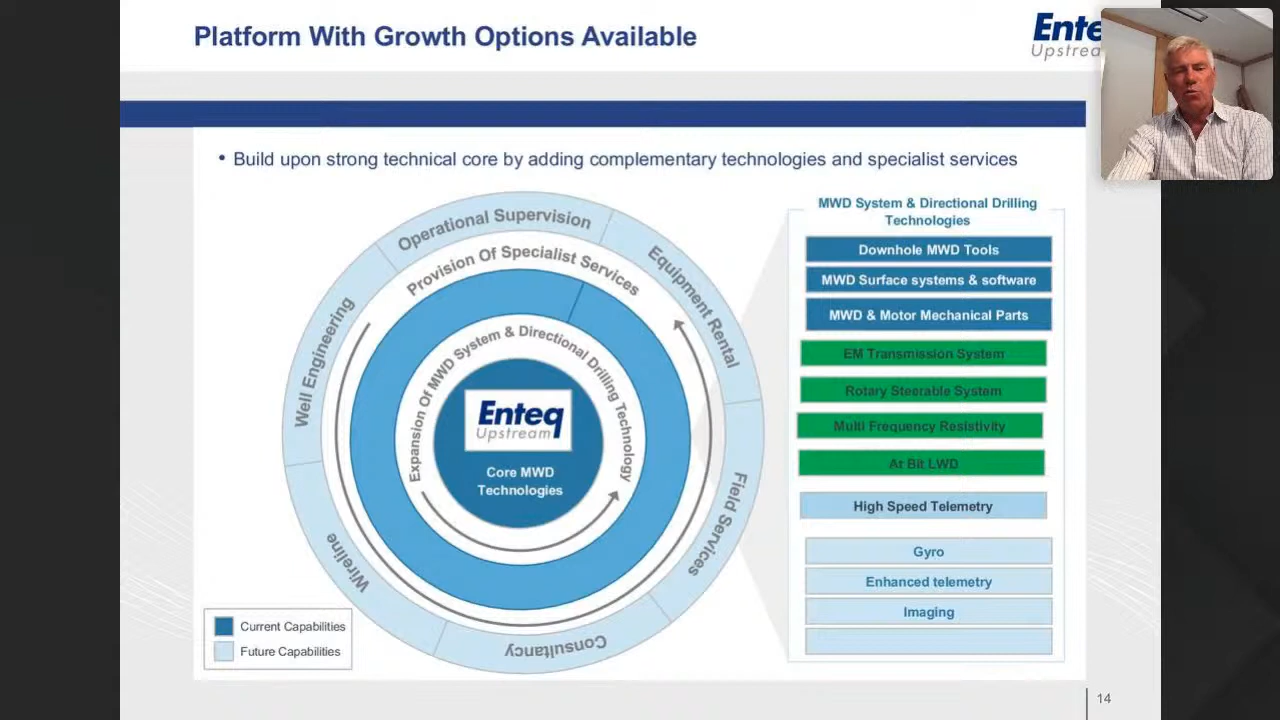 Platform With Growth Options Available
Enteq
Upstream
• Build upon strong technical core by adding complementary technologies and specialist services
Operational Supervision
Equipment Rental
Field Services
Consultancy
Wireline
Well Engineering
Provision Of Specialist Services
Expansion Of MWD System & Directional Drilling Technology
Enteq
Upstream
Core MWD
Technologies
MWD System & Directional Drilling
Technologies
Downhole MWD Tools
MWD Surface systems & software
MWD & Motor Mechanical Parts
EM Transmission System
Rotary Steerable System
Multi Frequency Resistivity
At Bit LWD
High Speed Telemetry
Gyro
Enhanced telemetry
Imaging
Current Capabilities
Future Capabilities
14